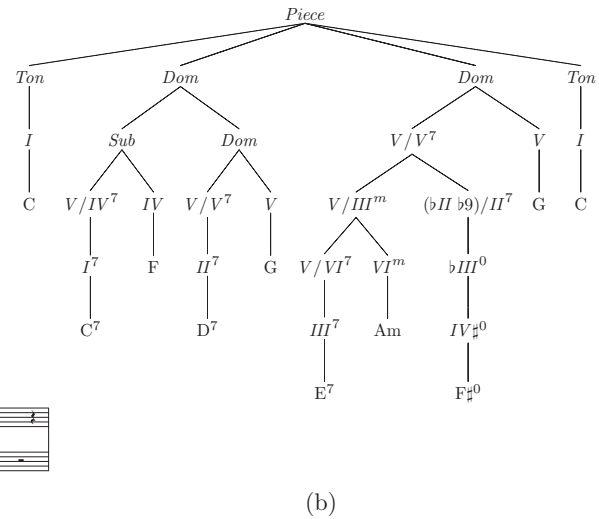 Piece
Ton Dom Dom Ton
I Sub Dom V/V⁷ V I
C V/IV⁷ IV V/V⁷ V V/IIIᵐ (♭II ♭9)/II⁷ G C
I⁷ F II⁷ G V/VI⁷ VIᵐ ♭III⁰
C⁷ D⁷ III⁷ Am IV♯⁰
E⁷ F♯⁰
(b)